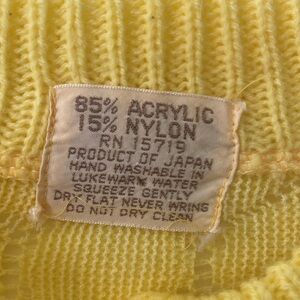 85% ACRYLIC
15% NYLON
RN 15719
PRODUCT OF JAPAN
HAND WASHABLE IN
LUKEWARM WATER
SQUEEZE GENTLY
DRY FLAT NEVER WRING
DO NOT DRY CLEAN